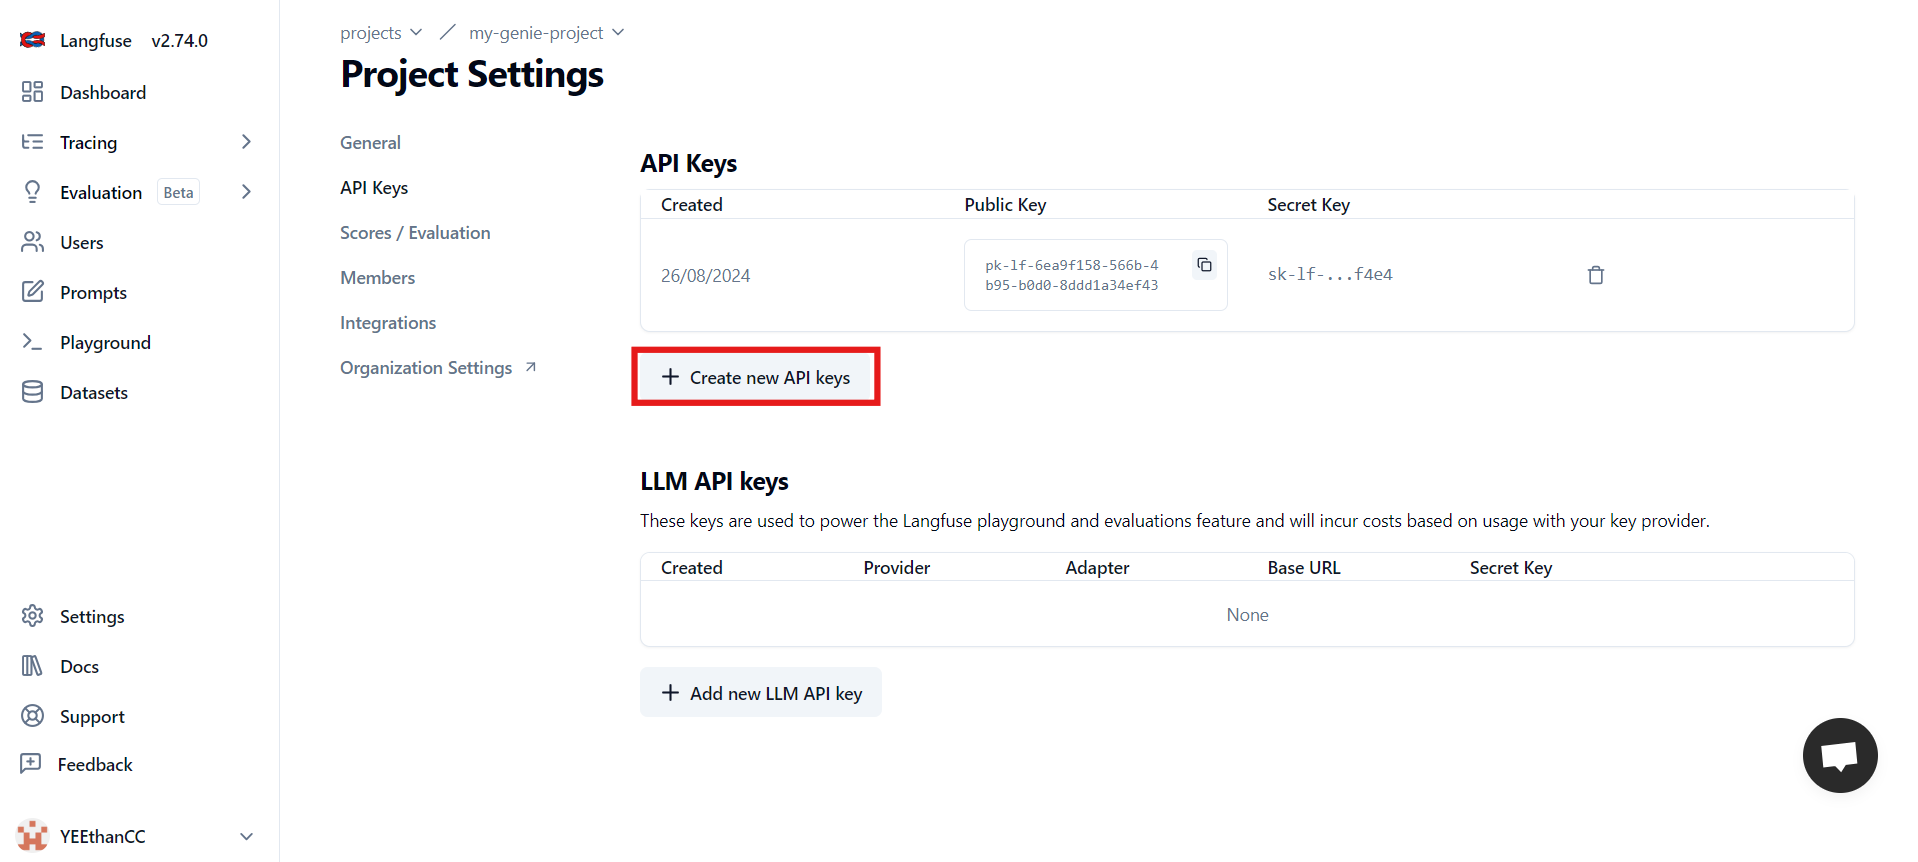 Langfuse v2.74.0
Dashboard
Tracing
Evaluation Beta
Users
Prompts
Playground
Datasets
Settings
Docs
Support
Feedback
YEEthanCC
projects / my-genie-project
Project Settings
General
API Keys
Scores / Evaluation
Members
Integrations
Organization Settings
API Keys
Created Public Key Secret Key
26/08/2024 pk-lf-6ea9f158-566b-4 sk-lf-...f4e4
b95-b0d0-8ddd1a34ef43
Create new API keys
LLM API keys
These keys are used to power the Langfuse playground and evaluations feature and will incur costs based on usage with your key provider.
Created Provider Adapter Base URL Secret Key
None
Add new LLM API key